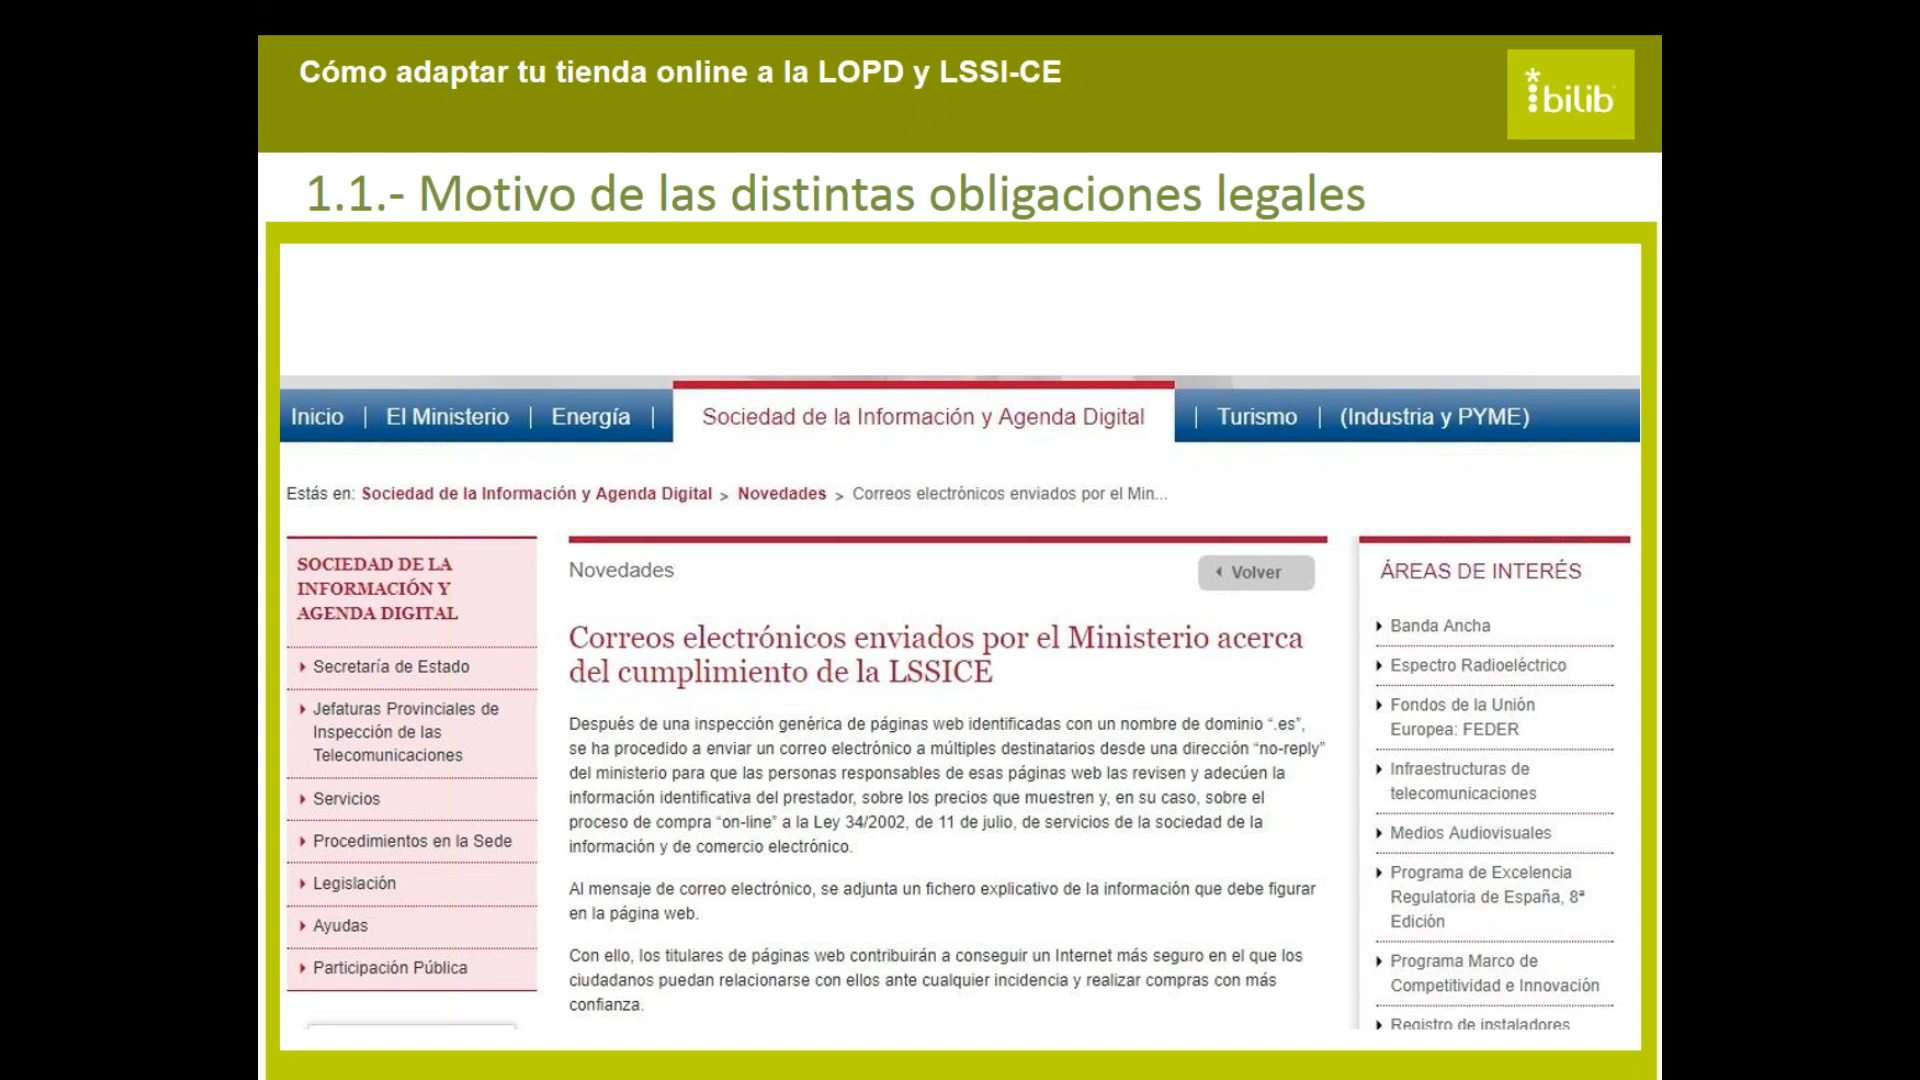 Cómo adaptar tu tienda online a la LOPD y LSSI-CE
*bilib
1.1.- Motivo de las distintas obligaciones legales
Inicio | El Ministerio | Energía | Sociedad de la Información y Agenda Digital | Turismo | (Industria y PYME)
Estás en: Sociedad de la Información y Agenda Digital > Novedades > Correos electrónicos enviados por el Min...
SOCIEDAD DE LA
INFORMACIÓN Y
AGENDA DIGITAL
Secretaría de Estado
Jefaturas Provinciales de
Inspección de las
Telecomunicaciones
Servicios
Procedimientos en la Sede
Legislación
Ayudas
Participación Pública
Novedades
Volver
Correos electrónicos enviados por el Ministerio acerca
del cumplimiento de la LSSICE
Después de una inspección genérica de páginas web identificadas con un nombre de dominio “.es”,
se ha procedido a enviar un correo electrónico a múltiples destinatarios desde una dirección “no-reply”
del ministerio para que las personas responsables de esas páginas web las revisen y adecúen la
información identificativa del prestador, sobre los precios que muestren y, en su caso, sobre el
proceso de compra “on-line” a la Ley 34/2002, de 11 de julio, de servicios de la sociedad de la
información y de comercio electrónico.
Al mensaje de correo electrónico, se adjunta un fichero explicativo de la información que debe figurar
en la página web.
Con ello, los titulares de páginas web contribuirán a conseguir un Internet más seguro en el que los
ciudadanos puedan relacionarse con ellos ante cualquier incidencia y realizar compras con más
confianza.
ÁREAS DE INTERÉS
Banda Ancha
Espectro Radioeléctrico
Fondos de la Unión
Europea: FEDER
Infraestructuras de
telecomunicaciones
Medios Audiovisuales
Programa de Excelencia
Regulatoria de España, 8ª
Edición
Programa Marco de
Competitividad e Innovación
Registro de instaladores